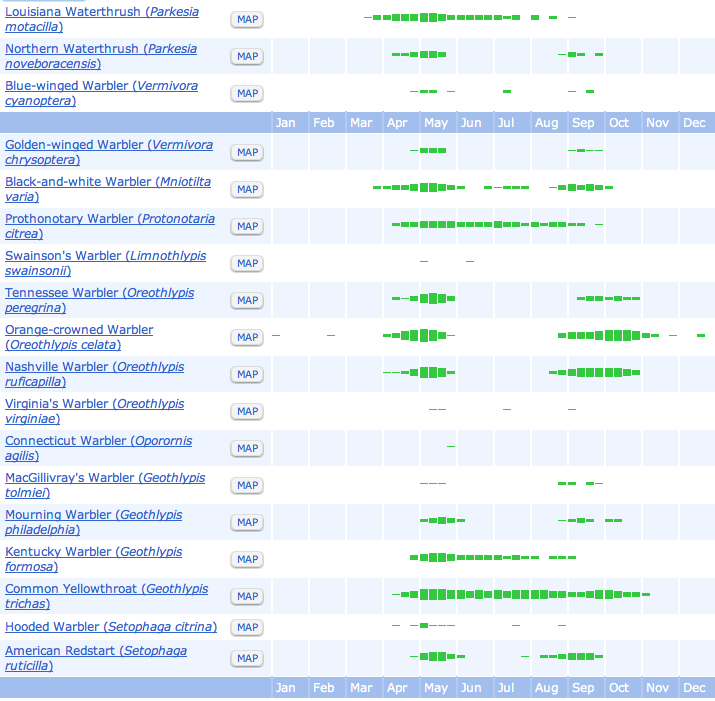 Louisiana Waterthrush (Parkesia
motacilla)
MAP
Northern Waterthrush (Parkesia
noveboracensis)
MAP
Blue-winged Warbler (Vermivora
cyanoptera)
MAP
Jan Feb Mar Apr May Jun Jul Aug Sep Oct Nov Dec
Golden-winged Warbler (Vermivora
chrysoptera)
MAP
Black-and-white Warbler (Mniotilta
varia)
MAP
Prothonotary Warbler (Protonotaria
citrea)
MAP
Swainson's Warbler (Limnothlypis
swainsonii)
MAP
Tennessee Warbler (Oreothlypis
peregrina)
MAP
Orange-crowned Warbler
(Oreothlypis celata)
MAP
Nashville Warbler (Oreothlypis
ruficapilla)
MAP
Virginia's Warbler (Oreothlypis
virginiae)
MAP
Connecticut Warbler (Oporornis
agilis)
MAP
MacGillivray's Warbler (Geothlypis
tolmiei)
MAP
Mourning Warbler (Geothlypis
philadelphia)
MAP
Kentucky Warbler (Geothlypis
formosa)
MAP
Common Yellowthroat (Geothlypis
trichas)
MAP
Hooded Warbler (Setophaga citrina)
MAP
American Redstart (Setophaga
ruticilla)
MAP
Jan Feb Mar Apr May Jun Jul Aug Sep Oct Nov Dec